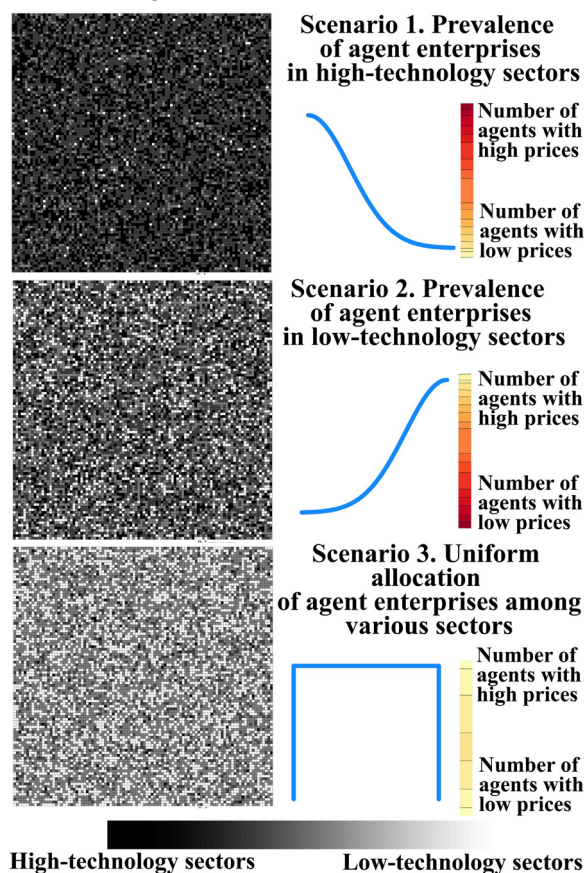 Scenario 1. Prevalence
of agent enterprises
in high-technology sectors
Number of
agents with
high prices
Number of
agents with
low prices
Scenario 2. Prevalence
of agent enterprises
in low-technology sectors
Number of
agents with
high prices
Number of
agents with
low prices
Scenario 3. Uniform
allocation
of agent enterprises among
various sectors
Number of
agents with
high prices
Number of
agents with
low prices
High-technology sectors
Low-technology sectors